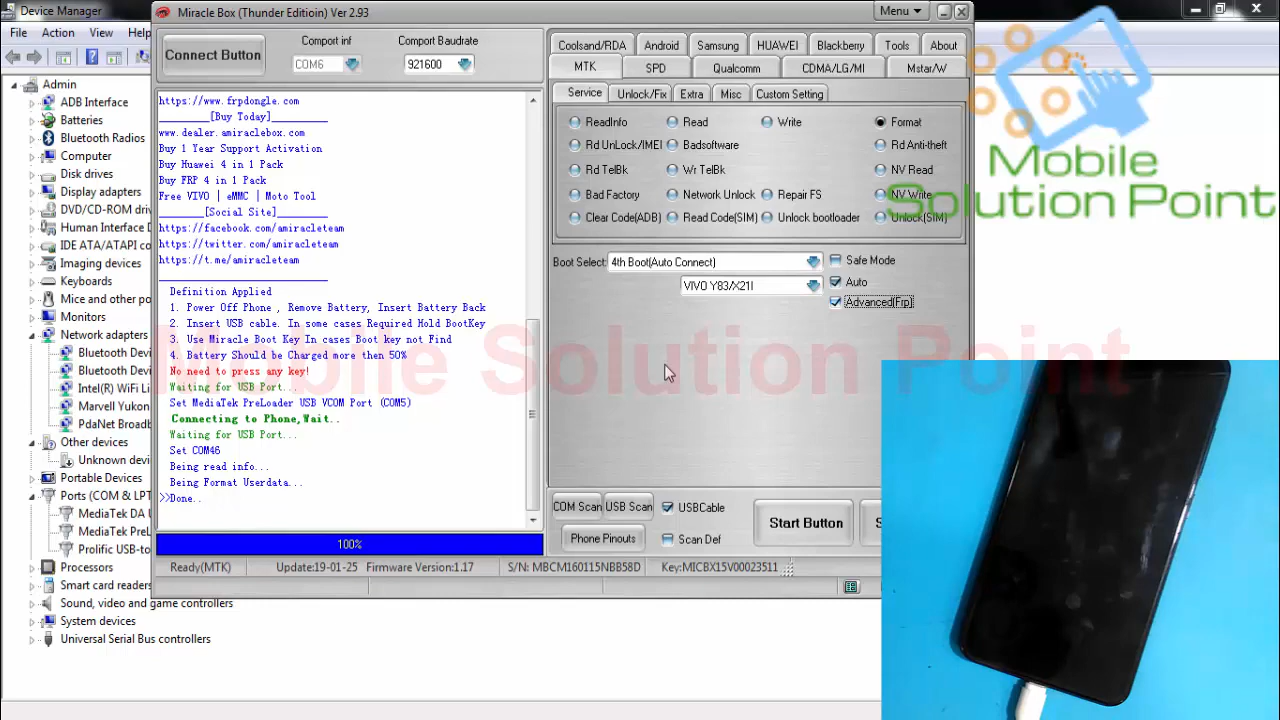 Device Manager
File Action View Help
Admin
ADB Interface
Batteries
Bluetooth Radios
Computer
Disk drives
Display adapters
DVD/CD-ROM
Human Interface
IDE ATA/ATAPI
Imaging devices
Keyboards
Mice and other
Monitors
Network adapters
Bluetooth Devi
Bluetooth Devi
Intel(R) WiFi Li
Marvell Yukon
PdaNet Broadb
Other devices
Unknown devi
Portable Devices
Ports (COM & LPT
MediaTek DA U
MediaTek PreL
Prolific USB-to
Processors
Smart card readers
Sound, video and game controllers
System devices
Universal Serial Bus controllers
Miracle Box (Thunder Editioin) Ver 2.93
Menu
Connect Button
Comport inf
COM6
Comport Baudrate
921600
https://www.frpdongle.com
________[Buy Today]________
www.dealer.amiraclebox.com
Buy 1 Year Support Activation
Buy Huawei 4 in 1 Pack
Buy FRP 4 in 1 Pack
Free VIVO | eMMC | Moto Tool
________[Social Site]________
https://facebook.com/amiracleteam
https://twitter.com/amiracleteam
https://t.me/amiracleteam
Definition Applied
1. Power Off Phone , Remove Battery, Insert Battery Back
2. Insert USB cable. In some cases Required Hold BootKey
3. Use Miracle Boot Key In cases Boot key not Find
4. Battery Should be Charged more then 50%
No need to press any key!
Waiting for USB Port...
Set MediaTek PreLoader USB VCOM Port (COM5)
Connecting to Phone,Wait..
Waiting for USB Port...
Set COM46
Being read info...
Being Format Userdata...
>>Done..
100%
Ready(MTK) Update:19-01-25 Firmware Version:1.17 S/N: MBCM160115NBB58D Key:MICBX15V00023511
Coolsand/RDA Android Samsung HUAWEI Blackberry Tools About
MTK SPD Qualcomm CDMA/LG/MI Mstar/W
Service Unlock/Fix Extra Misc Custom Setting
ReadInfo Read Write Format
Rd UnLock/IMEI Badsoftware Rd Anti-theft
Rd TelBk Wr TelBk NV Read
Bad Factory Network Unlock Repair FS NV Write
Clear Code(ADB) Read Code(SIM) Unlock bootloader Unlock(SIM)
Boot Select: 4th Boot(Auto Connect) Safe Mode
VIVO Y83/X21I Auto
Advanced(Frp)
COM Scan USB Scan USBCable
Phone Pinouts Scan Def
Start Button
S
Mobile
Solution Point
Mobile Solution Point